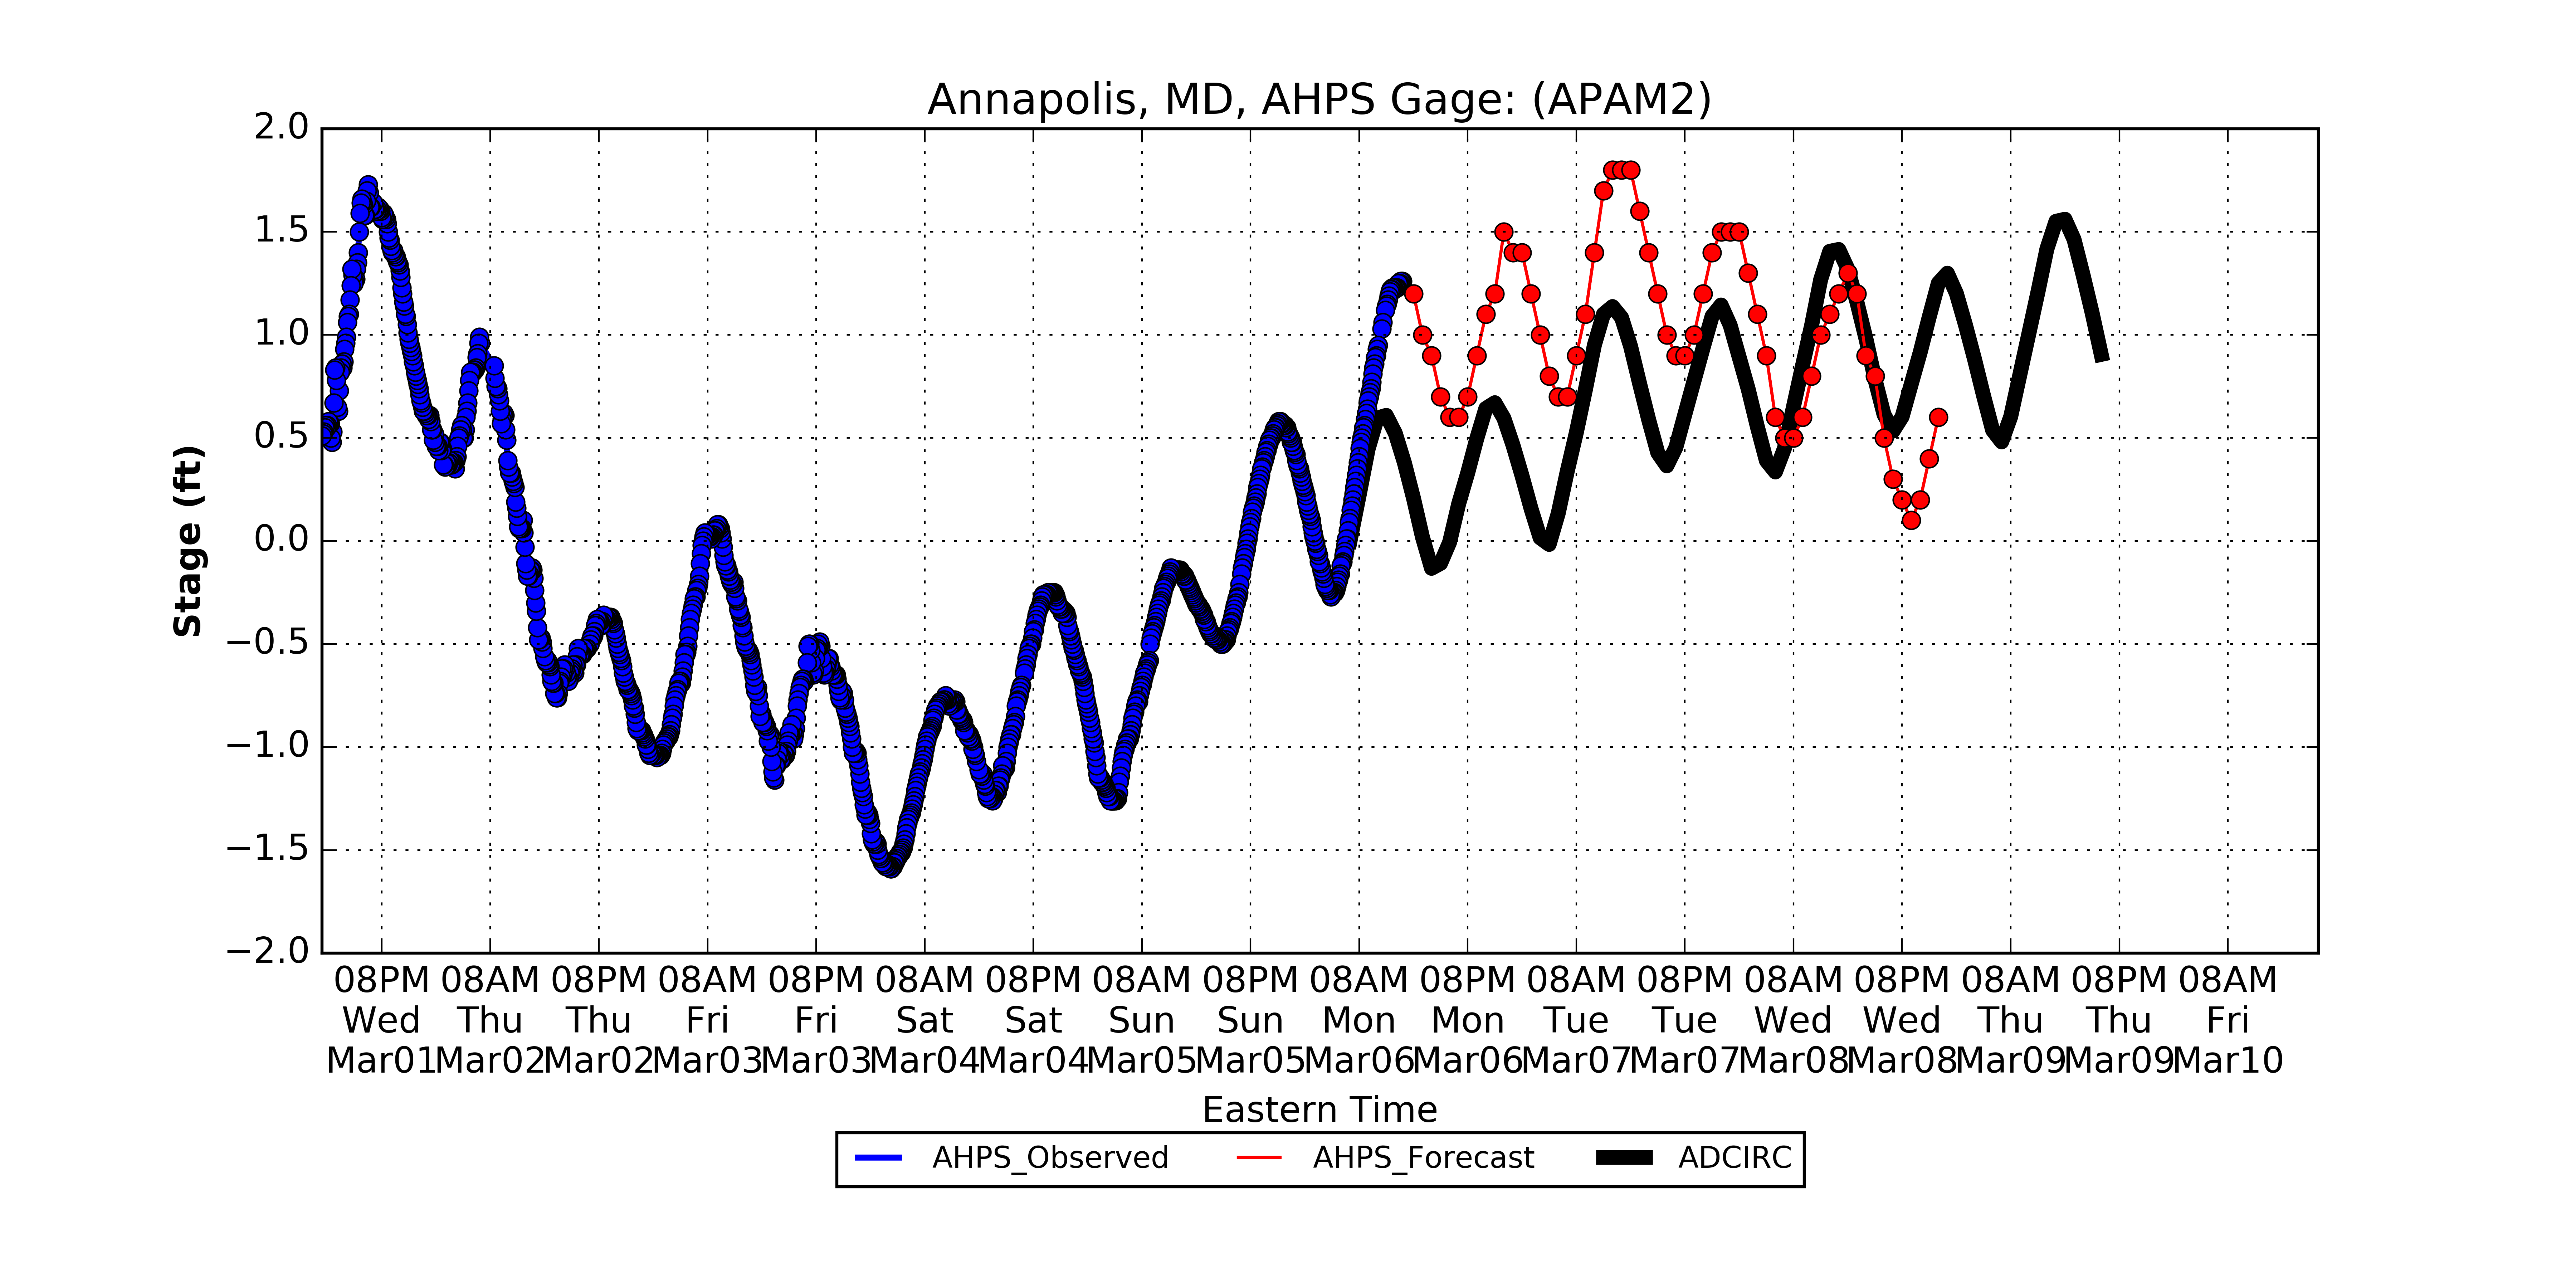 Annapolis, MD, AHPS Gage: (APAM2)
2.0
1.5
1.0
0.5
0.0
−0.5
−1.0
−1.5
−2.0
Stage (ft)
08PM 08AM 08PM 08AM 08PM 08AM 08PM 08AM 08PM 08AM 08PM 08AM 08PM 08AM 08PM 08AM 08PM 08AM
Wed Thu Thu Fri Fri Sat Sat Sun Sun Mon Mon Tue Tue Wed Wed Thu Thu Fri
Mar01 Mar02 Mar02 Mar03 Mar03 Mar04 Mar04 Mar05 Mar05 Mar06 Mar06 Mar07 Mar07 Mar08 Mar08 Mar09 Mar09 Mar10
Eastern Time
AHPS_Observed AHPS_Forecast ADCIRC